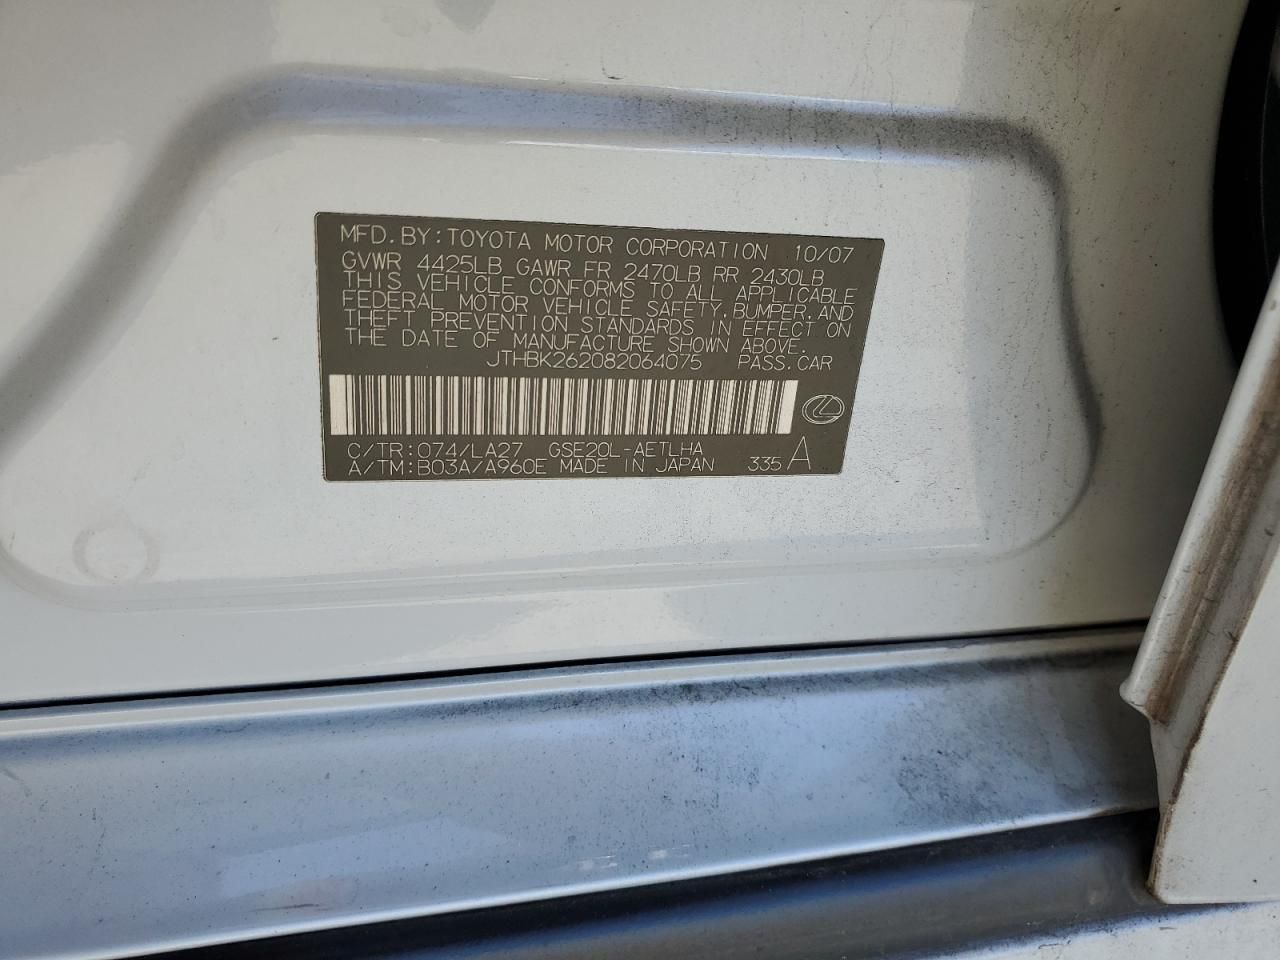 MFD.BY:TOYOTA MOTOR CORPORATION 10/07
GVWR 4425LB GAWR FR 2470LB RR 2430LB
THIS VEHICLE CONFORMS TO ALL APPLICABLE
FEDERAL MOTOR VEHICLE SAFETY,BUMPER,AND
THEFT PREVENTION STANDARDS IN EFFECT ON
THE DATE OF MANUFACTURE SHOWN ABOVE.
JTHBK262082064075 PASS.CAR
C/TR:074/LA27 GSE20L-AETLHA
A/TM:B03A/A960E MADE IN JAPAN 335 A